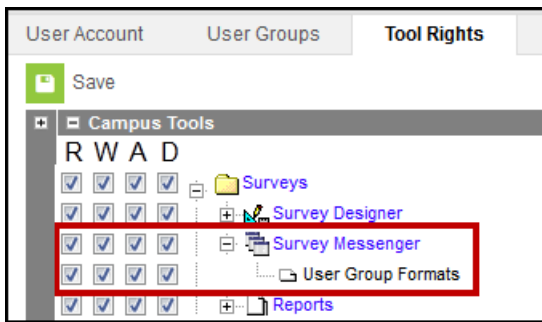 User Account User Groups Tool Rights
Save
Campus Tools
R W A D
Surveys
Survey Designer
Survey Messenger
User Group Formats
Reports